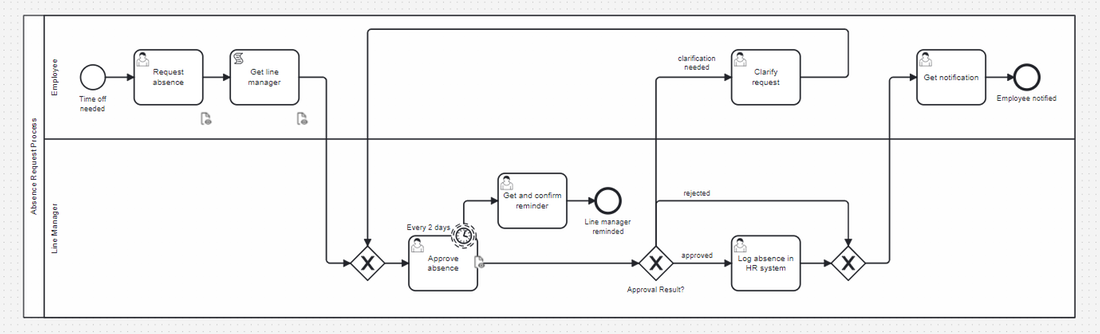 Absence Request Process
Employee
Time off
needed
Request
absence
Get line
manager
clarification
needed
Clarify
request
Get notification
Employee notified
Line Manager
Every 2 days
Approve
absence
Get and confirm
reminder
Line manager
reminded
Approval Result?
rejected
approved
Log absence in
HR system